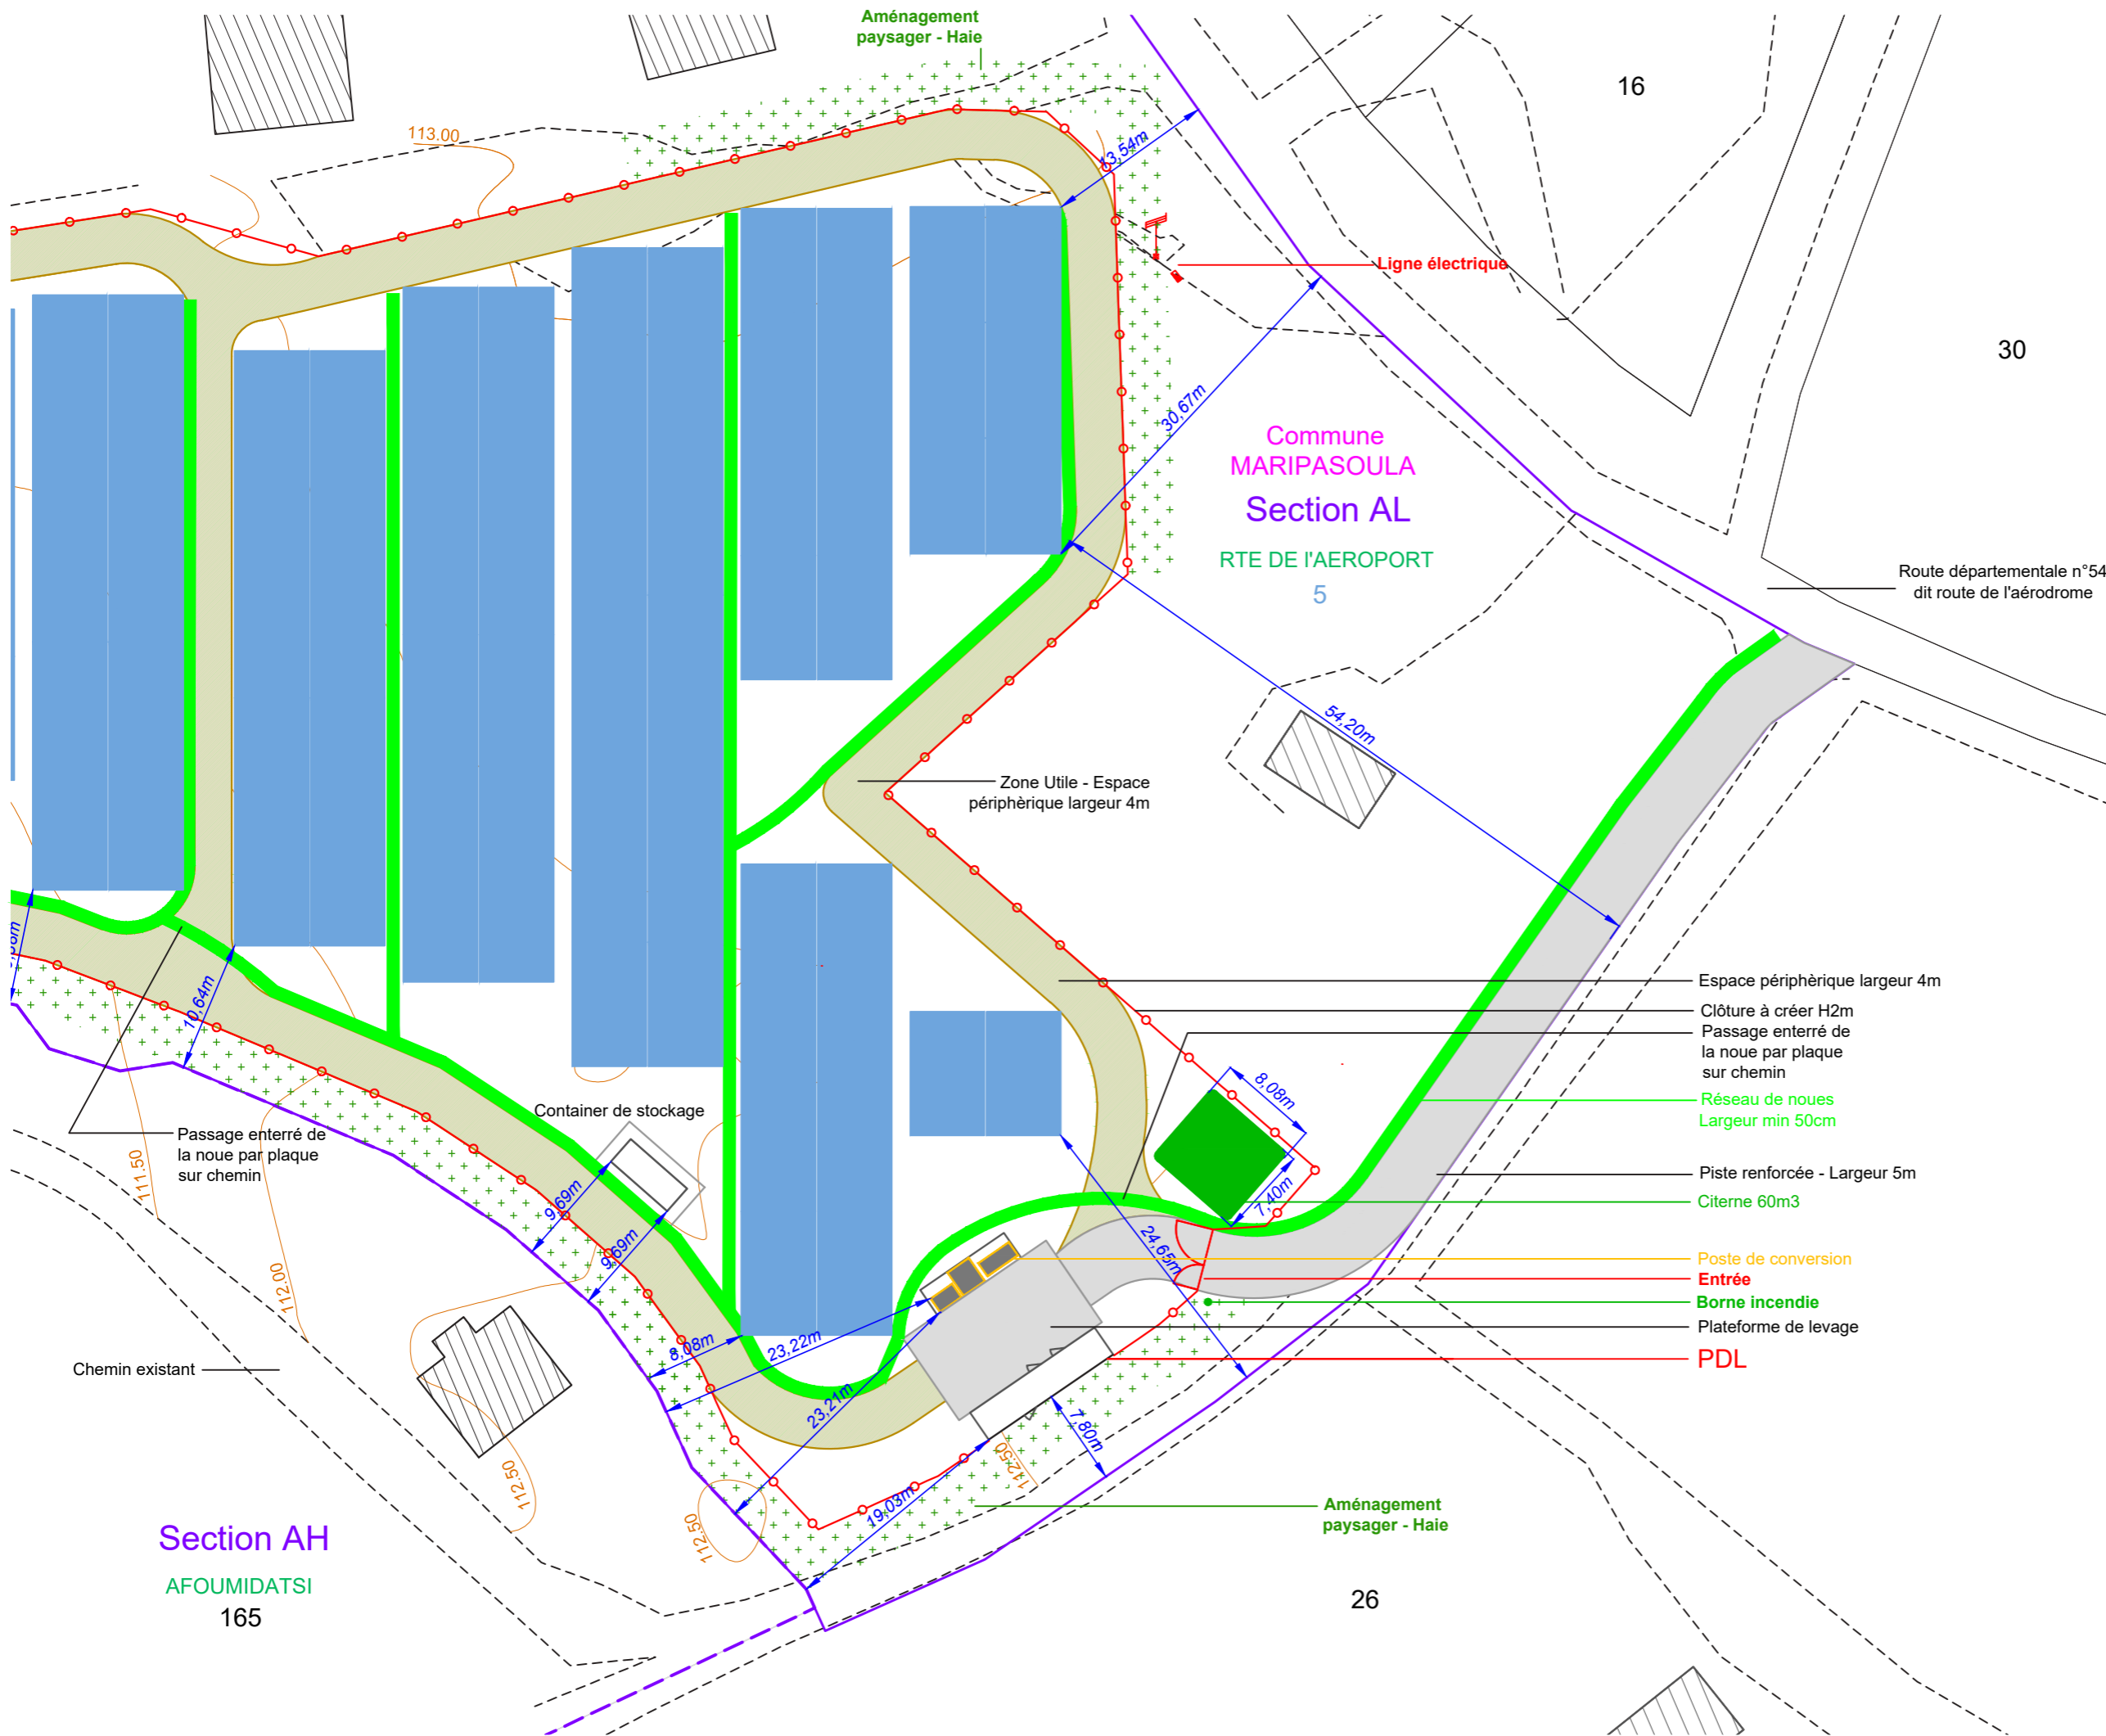 Aménagement
paysager - Haie
16
113.00
13,54m
Ligne électrique
30
30,67m
Commune
MARIPASOULA
Section AL
RTE DE l'AEROPORT
5
Route départementale n°54
dit route de l'aérodrome
54,20m
Zone Utile - Espace
périphèrique largeur 4m
10,64m
Espace périphèrique largeur 4m
Clôture à créer H2m
Passage enterré de
la noue par plaque
sur chemin
8,08m
Réseau de noues
Largeur min 50cm
Container de stockage
Passage enterré de
la noue par plaque
sur chemin
111.50
Piste renforcée - Largeur 5m
7,40m
Citerne 60m3
9,69m
9,69m
24,65m
Poste de conversion
Entrée
112.00
Borne incendie
Plateforme de levage
8,08m
23,22m
PDL
Chemin existant
23,21m
7,80m
112.50
112.50
19,03m
112.50
Aménagement
paysager - Haie
Section AH
AFOUMIDATSI
165
26